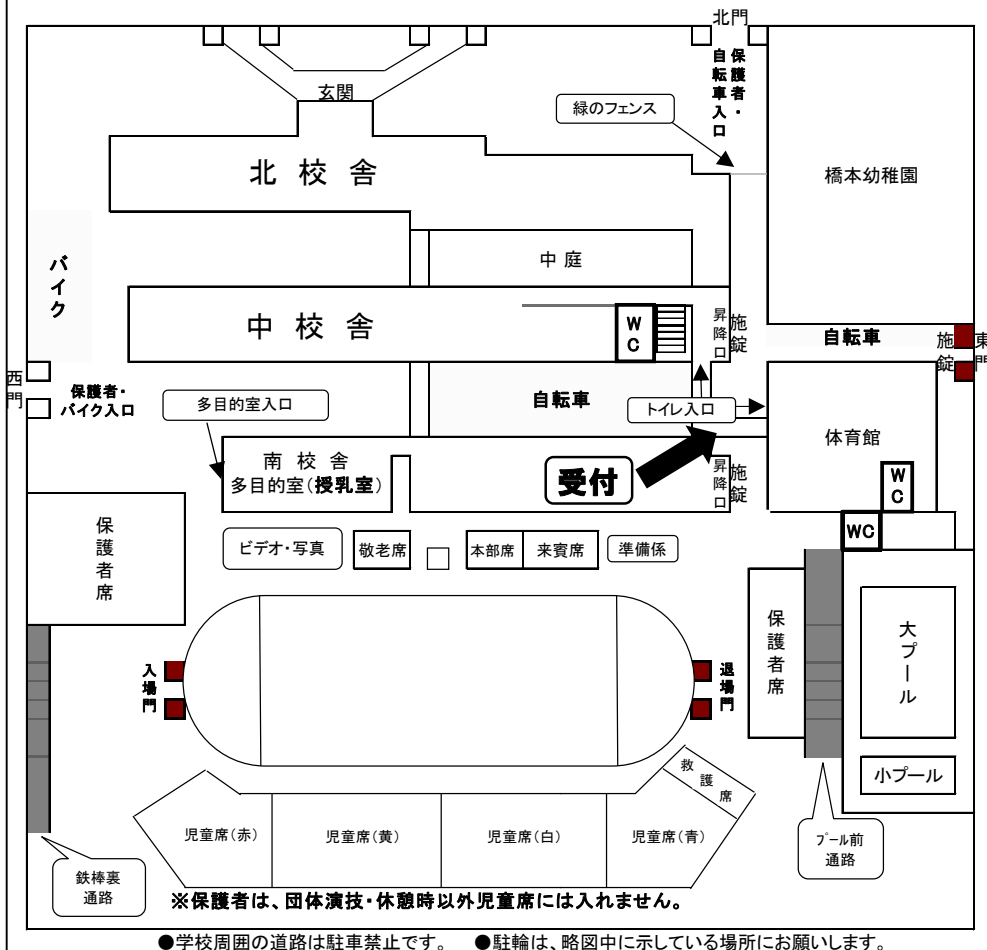 北門
保護者・
自転車入口
玄関
緑のフェンス
北校舎
橋本幼稚園
中庭
バイク
中校舎
WC
昇降口
施錠
自転車
施錠
東門
西門
保護者・
バイク入口
多目的室入口
自転車
トイレ入口
体育館
南校舎
多目的室(授乳室)
受付
昇降口
施錠
WC
WC
保護者席
ビデオ・写真
敬老席
本部席
来賓席
準備係
保護者席
大プール
入場門
退場門
小プール
救護席
児童席(赤)
児童席(黄)
児童席(白)
児童席(青)
プール前
通路
鉄棒裏
通路
※保護者は、団体演技・休憩時以外児童席には入れません。
●学校周囲の道路は駐車禁止です。 ●駐輪は、略図中に示している場所にお願いします。